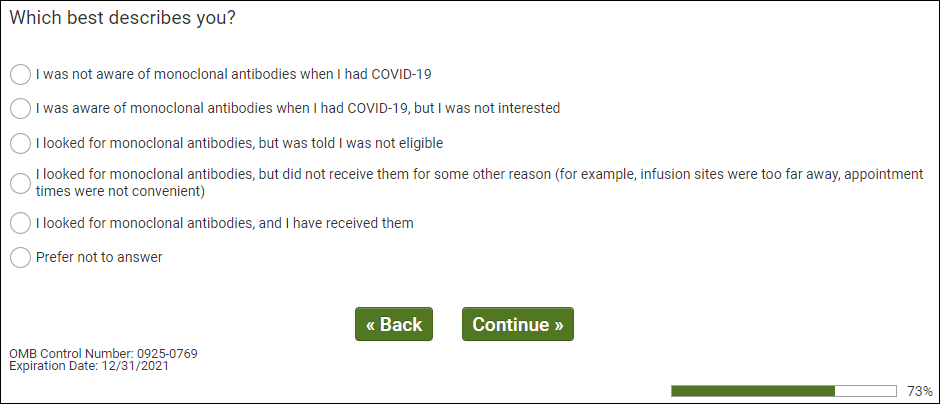 Which best describes you?
I was not aware of monoclonal antibodies when I had COVID-19
I was aware of monoclonal antibodies when I had COVID-19, but I was not interested
I looked for monoclonal antibodies, but was told I was not eligible
I looked for monoclonal antibodies, but did not receive them for some other reason (for example, infusion sites were too far away, appointment
times were not convenient)
I looked for monoclonal antibodies, and I have received them
Prefer not to answer
« Back
Continue »
OMB Control Number: 0925-0769
Expiration Date: 12/31/2021
73%